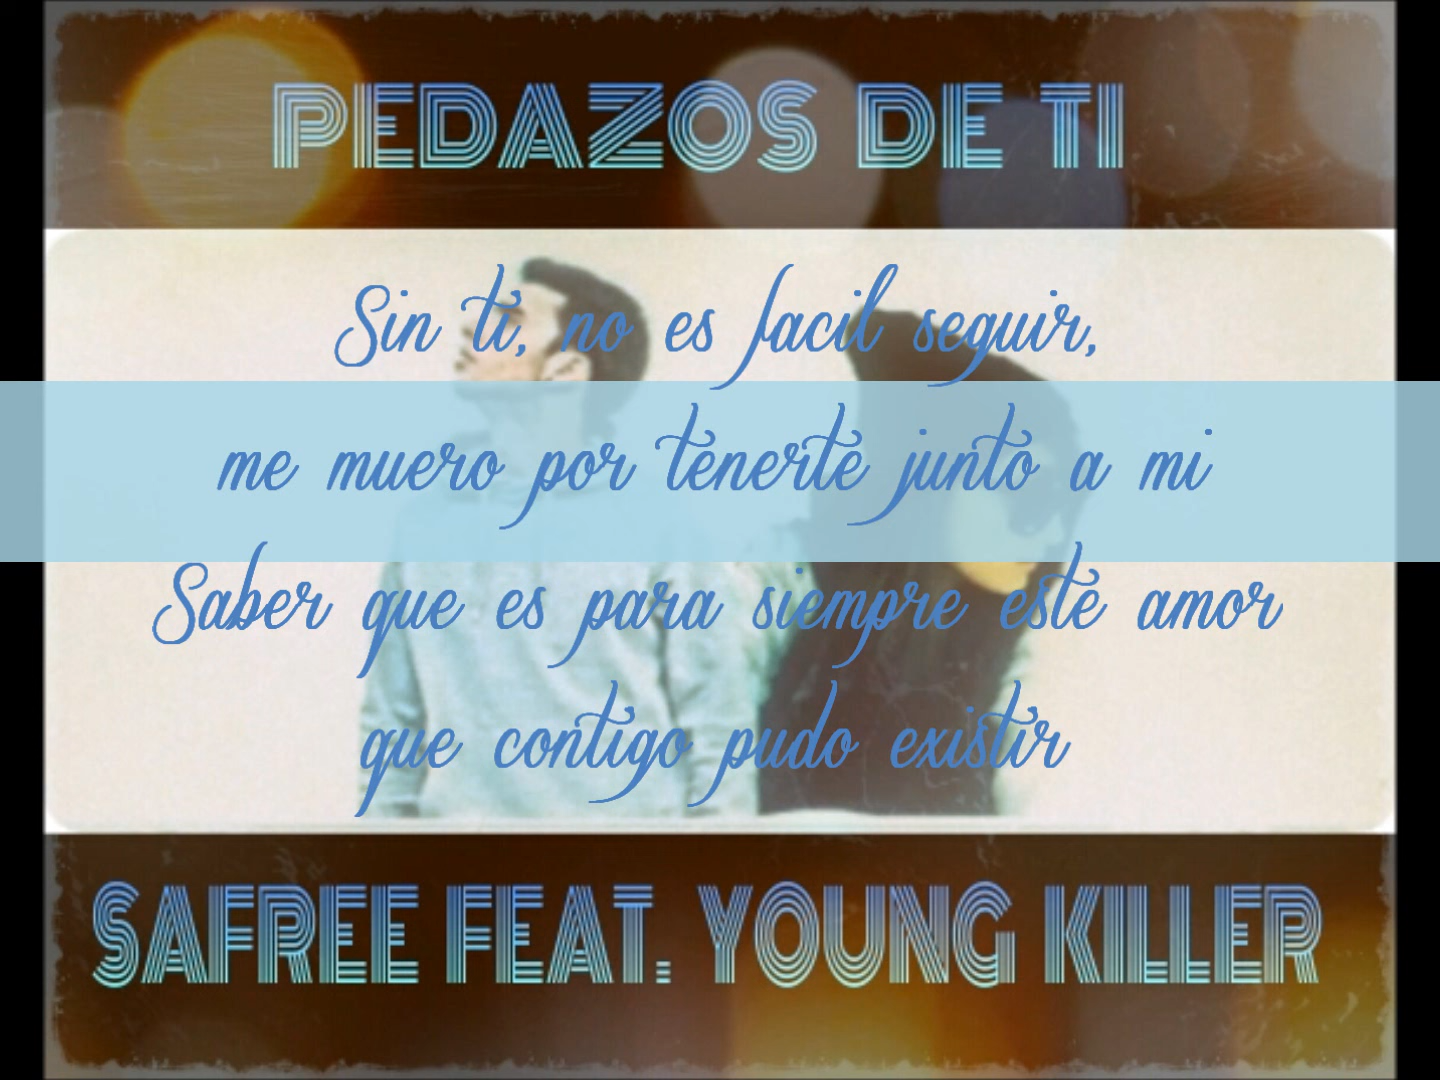 PEDAZOS DE TI
Sin ti, no es facil seguir,
me muero por tenerte junto a mi
Saber que es para siempre este amor
que contigo pudo existir
SAFREE FEAT. YOUNG KILLER